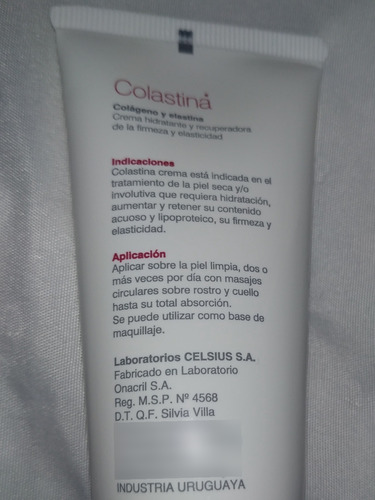 Colastina
Colágeno y elastina
Crema hidratante y recuperadora
de la firmeza y elasticidad
Indicaciones
Colastina crema está indicada en el
tratamiento de la piel seca y/o
involutiva que requiera hidratación,
aumentar y retener su contenido
acuoso y lipoproteico, su firmeza y
elasticidad.
Aplicación
Aplicar sobre la piel limpia, dos o
más veces por día con masajes
circulares sobre rostro y cuello
hasta su total absorción.
Se puede utilizar como base de
maquillaje.
Laboratorios CELSIUS S.A.
Fabricado en Laboratorio
Onacril S.A.
Reg. M.S.P. Nº 4568
D.T. Q.F. Silvia Villa
INDUSTRIA URUGUAYA